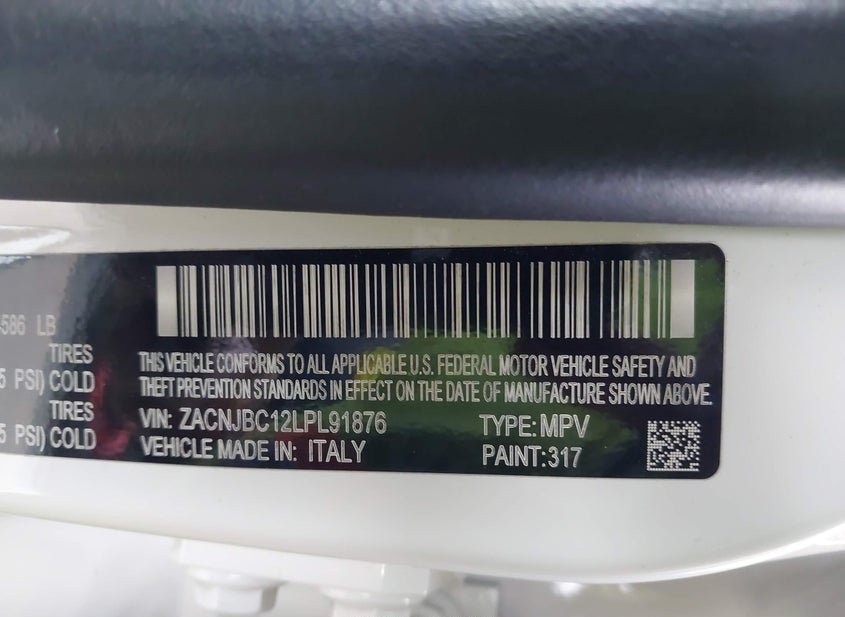 586 LB
TIRES
5 PSI) COLD
TIRES
5 PSI) COLD
THIS VEHICLE CONFORMS TO ALL APPLICABLE U.S. FEDERAL MOTOR VEHICLE SAFETY AND
THEFT PREVENTION STANDARDS IN EFFECT ON THE DATE OF MANUFACTURE SHOWN ABOVE.
VIN: ZACNJBC12LPL91876 TYPE: MPV
VEHICLE MADE IN: ITALY PAINT:317